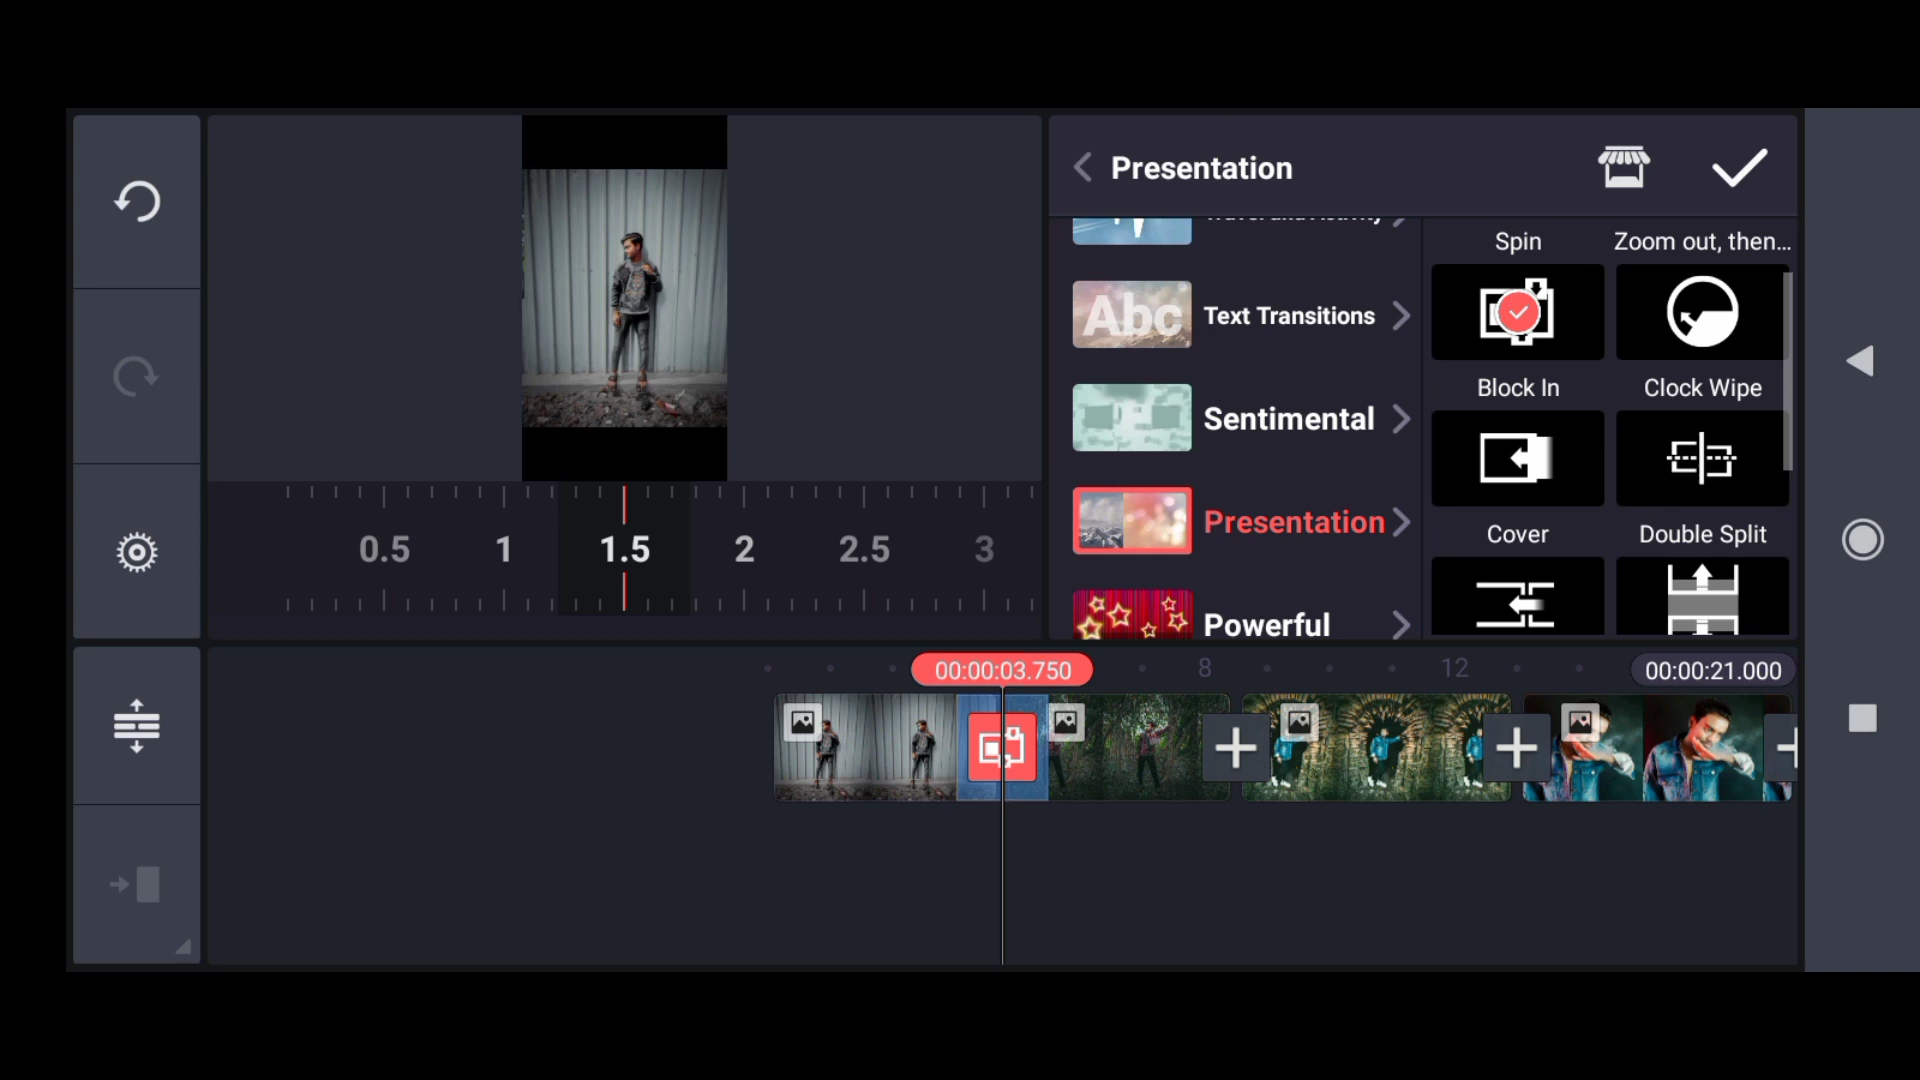 Presentation
Spin
Zoom out, then...
Abc
Text Transitions
Block In
Clock Wipe
Sentimental
Presentation
Cover
Double Split
Powerful
0.5
1
1.5
2
2.5
3
00:00:03.750
8
12
00:00:21.000